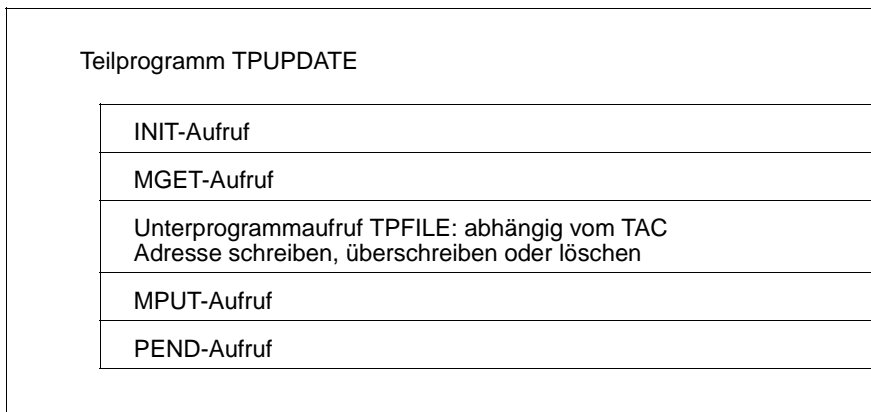 Teilprogramm TPUPDATE
INIT-Aufruf
MGET-Aufruf
Unterprogrammaufruf TPFILE: abhängig vom TAC
Adresse schreiben, überschreiben oder löschen
MPUT-Aufruf
PEND-Aufruf